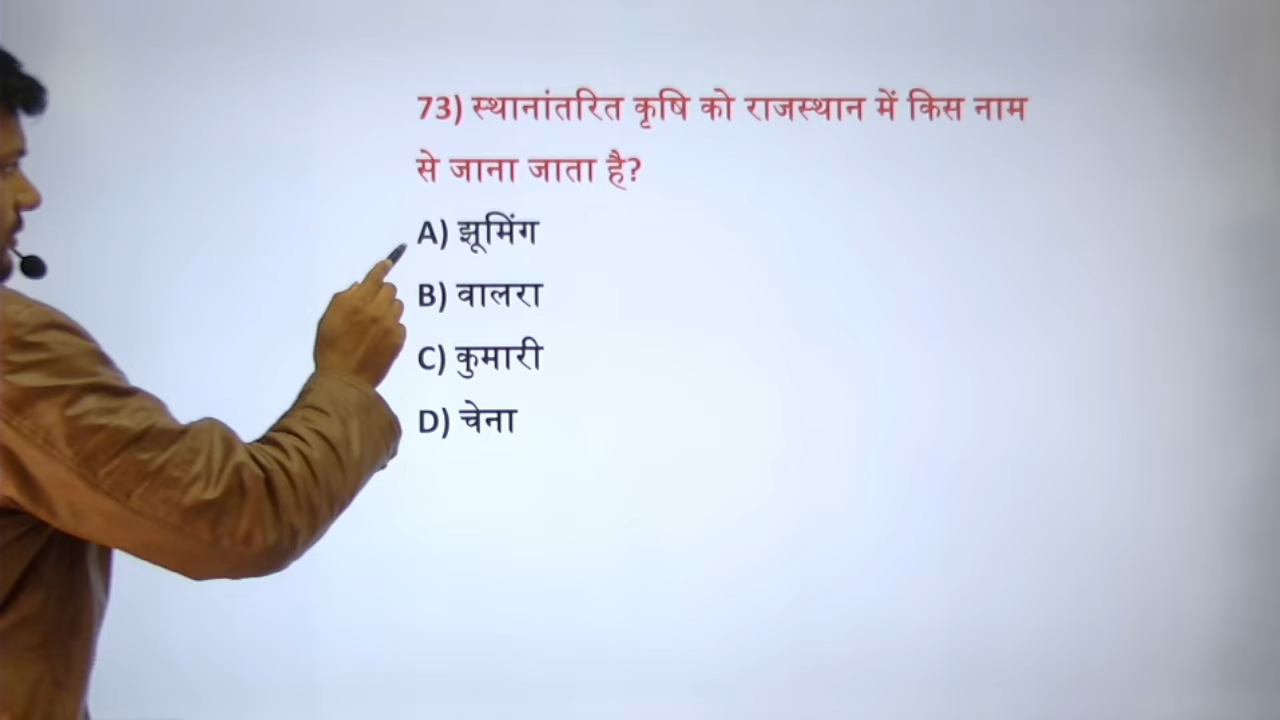 73) स्थानांतरित कृषि को राजस्थान में किस नाम
से जाना जाता है?
A) झूमिंग
B) वालरा
C) कुमारी
D) चेना